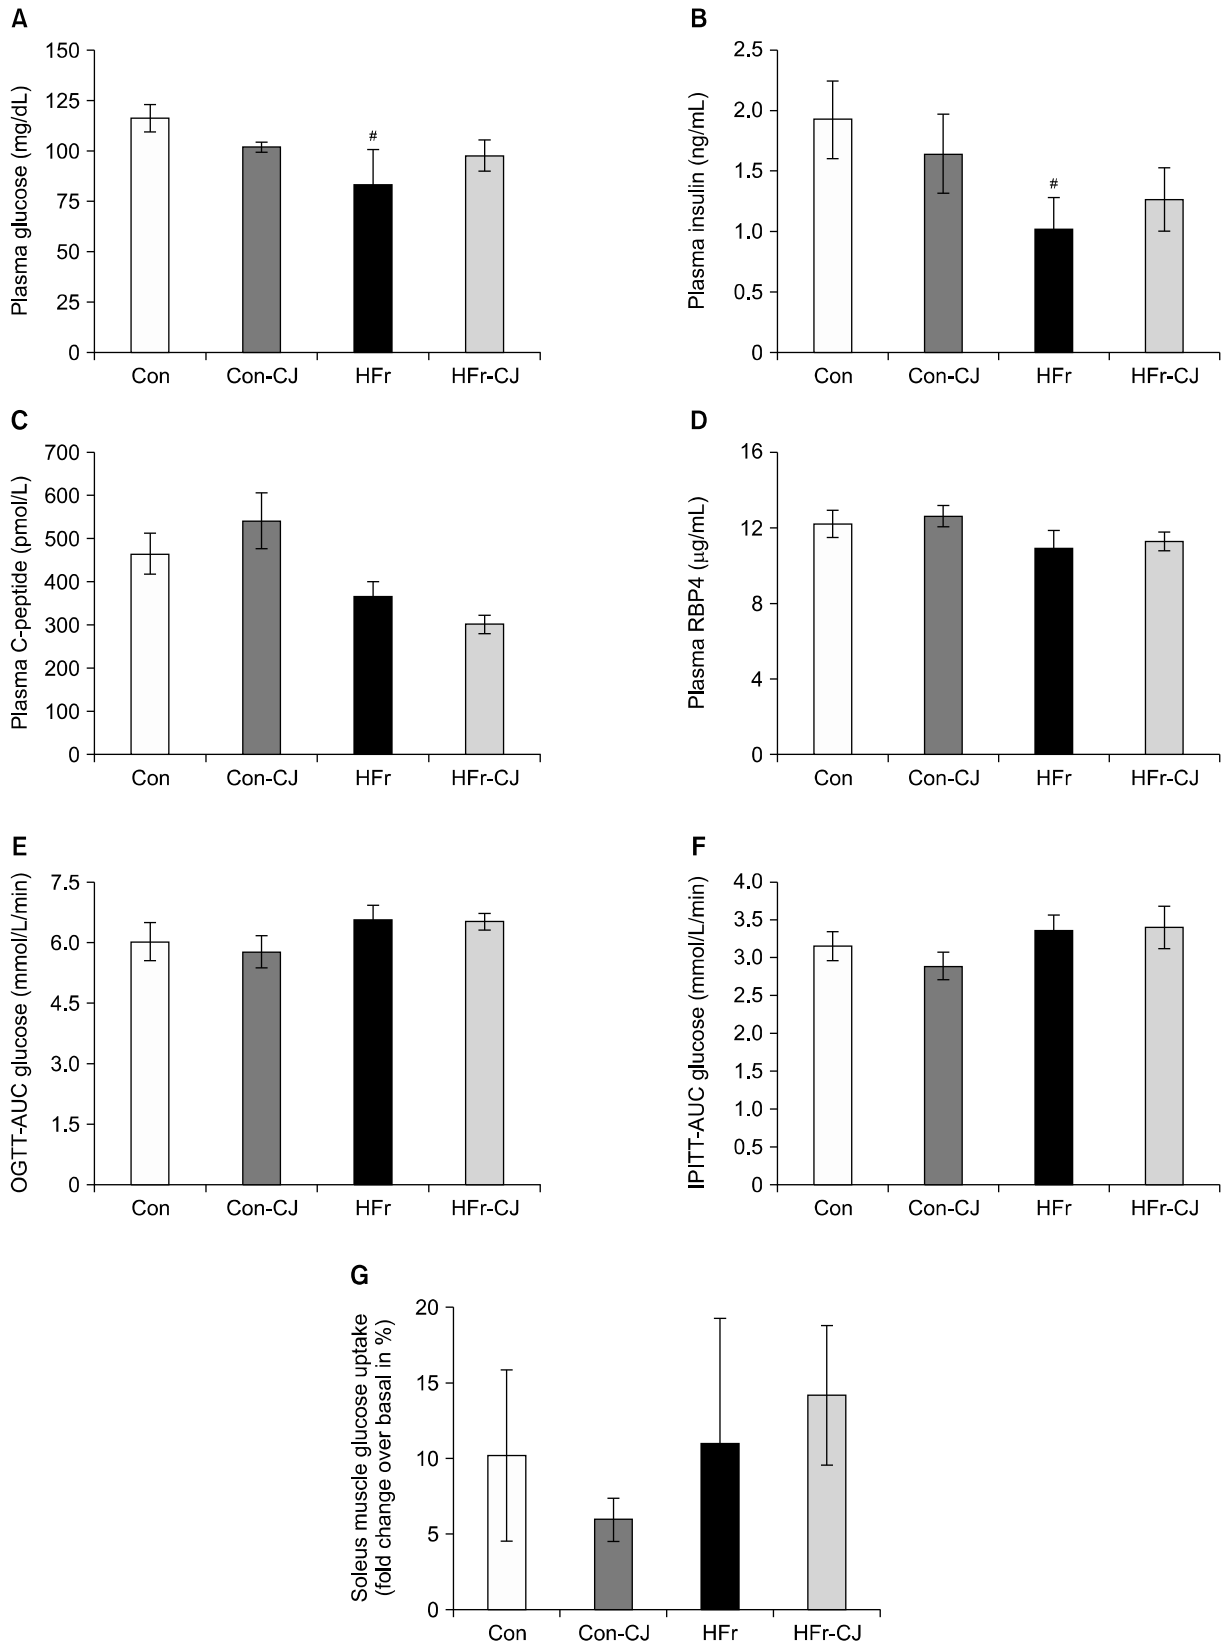 A
Plasma glucose (mg/dL)
150
125
100
75
50
25
0
#
Con Con-CJ HFr HFr-CJ
B
Plasma insulin (ng/mL)
2.5
2.0
1.5
1.0
0.5
0
#
Con Con-CJ HFr HFr-CJ
C
Plasma C-peptide (pmol/L)
700
600
500
400
300
200
100
0
Con Con-CJ HFr HFr-CJ
D
Plasma RBP4 (μg/mL)
16
12
8
4
0
Con Con-CJ HFr HFr-CJ
E
OGTT-AUC glucose (mmol/L/min)
7.5
6.0
4.5
3.0
1.5
0
Con Con-CJ HFr HFr-CJ
F
IPITT-AUC glucose (mmol/L/min)
4.0
3.5
3.0
2.5
2.0
1.5
1.0
0.5
0
Con Con-CJ HFr HFr-CJ
G
Soleus muscle glucose uptake
(fold change over basal in %)
20
15
10
5
0
Con Con-CJ HFr HFr-CJ